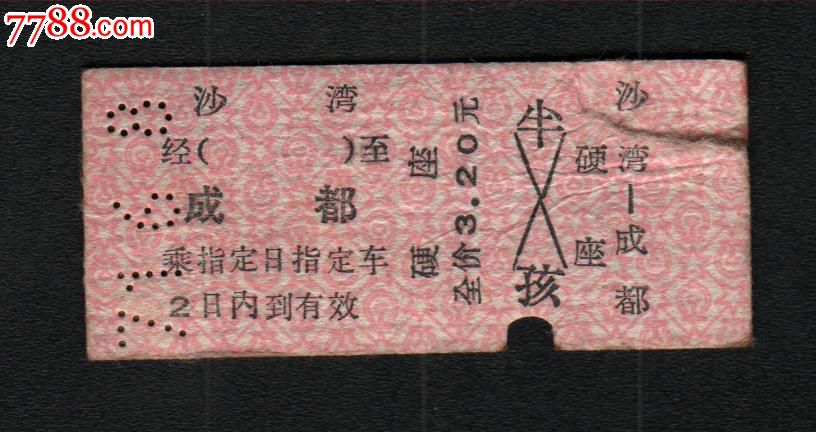 7788.com
沙湾
经( )至
成都
乘指定日指定车
2日内到有效
硬座
全价3.20元
半
孩
硬座
沙湾—成都